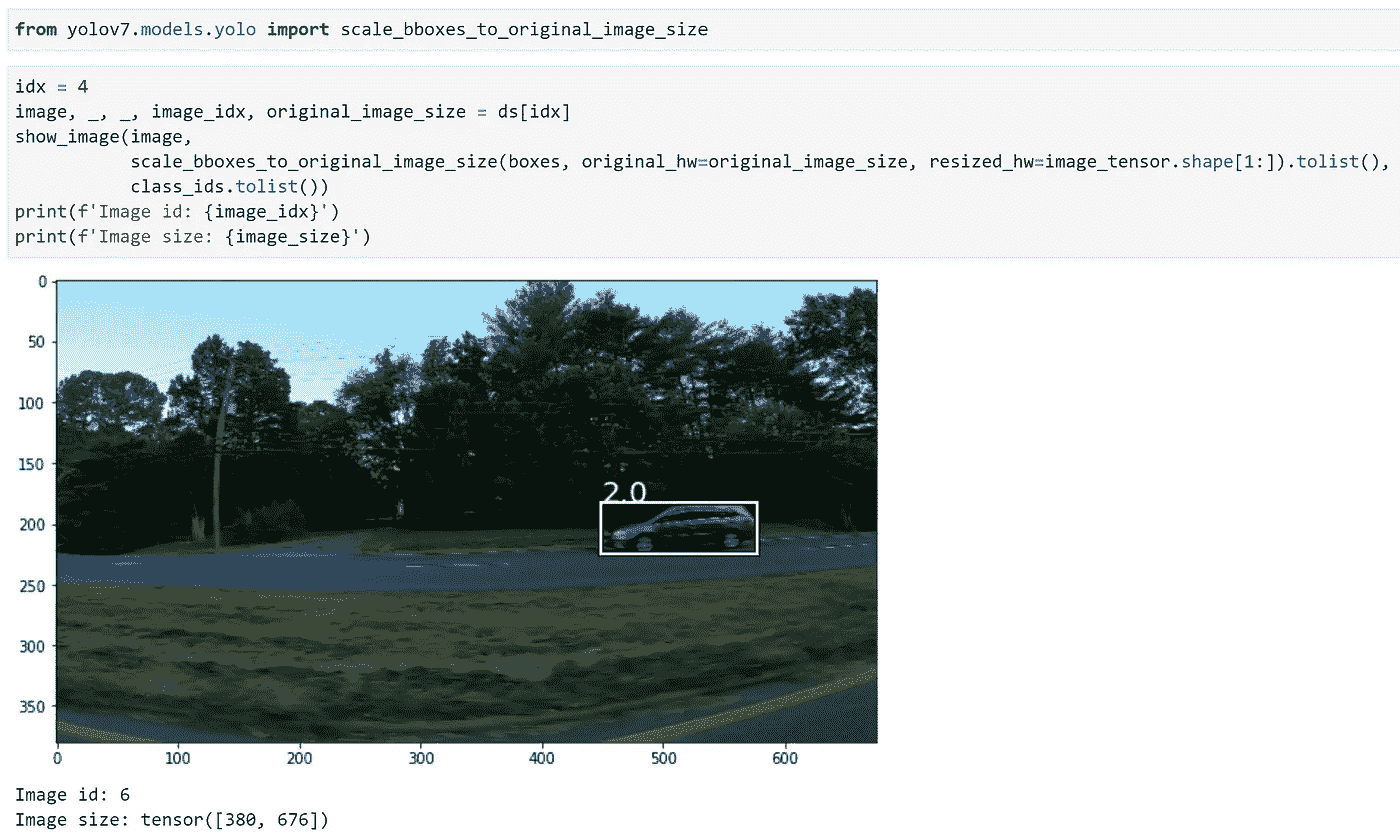 from yolov7.models.yolo import scale_bboxes_to_original_image_size
idx = 4
image, _, _, image_idx, original_image_size = ds[idx]
show_image(image,
           scale_bboxes_to_original_image_size(boxes, original_hw=original_image_size, resized_hw=image_tensor.shape[1:]).tolist(),
           class_ids.tolist())
print(f'Image id: {image_idx}')
print(f'Image size: {image_size}')
0
50
100
150
2.0
200
250
300
350
0 100 200 300 400 500 600
Image id: 6
Image size: tensor([380, 676])